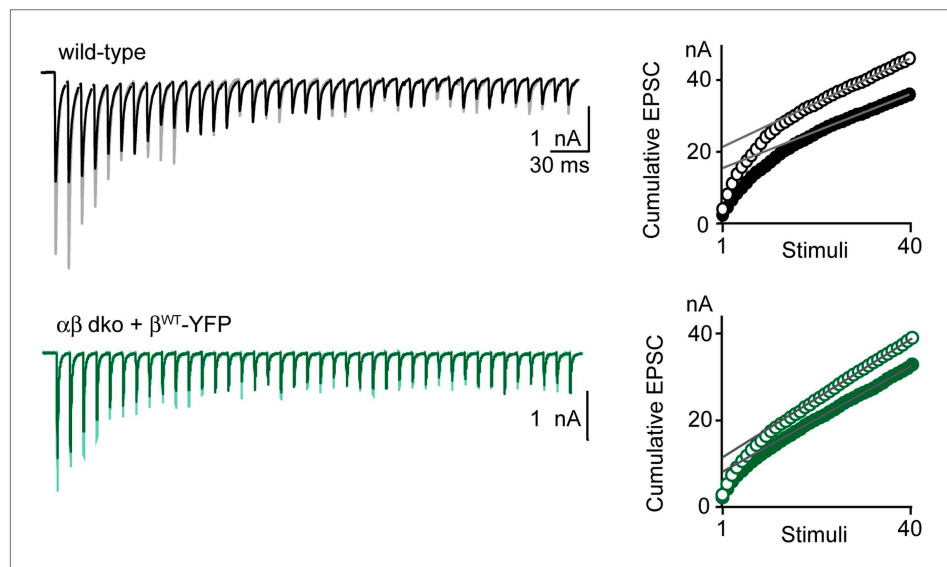 wild-type
1 nA
30 ms
nA
40
20
0
Cumulative EPSC
1
Stimuli
40
αβ dko + βWT-YFP
1 nA
nA
40
20
0
Cumulative EPSC
1
Stimuli
40